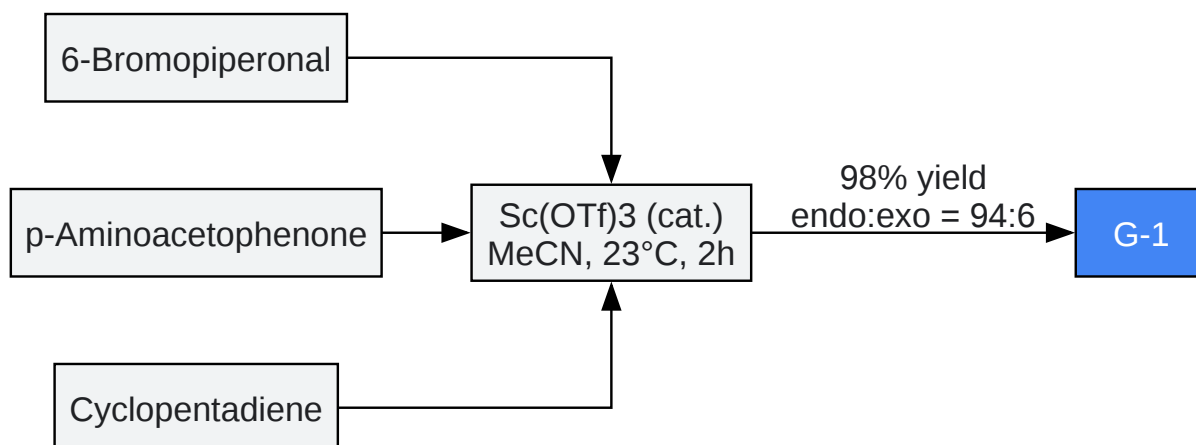 6-Bromopiperonal
p-Aminoacetophenone
Cyclopentadiene
Sc(OTf)3 (cat.)
MeCN, 23°C, 2h
98% yield
endo:exo = 94:6
G-1